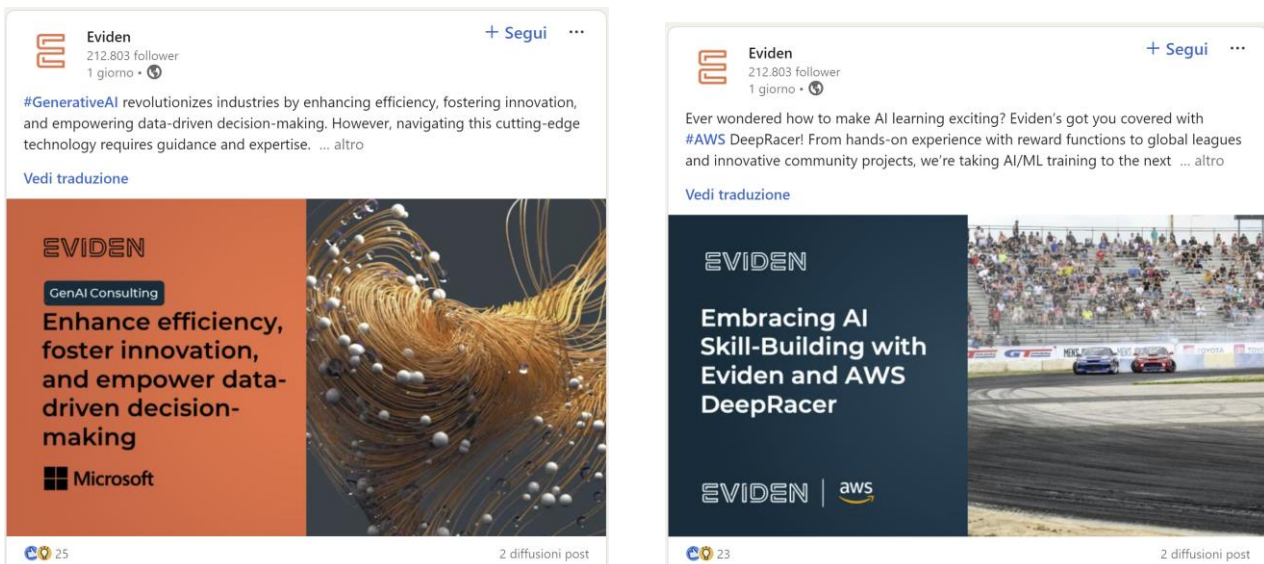 Eviden
212.803 follower
1 giorno •
+ Segui ...
#GenerativeAI revolutionizes industries by enhancing efficiency, fostering innovation,
and empowering data-driven decision-making. However, navigating this cutting-edge
technology requires guidance and expertise. ... altro
Vedi traduzione
EVIDEN
GenAI Consulting
Enhance efficiency,
foster innovation,
and empower data-
driven decision-
making
Microsoft
25
2 diffusioni post
Eviden
212.803 follower
1 giorno •
+ Segui ...
Ever wondered how to make AI learning exciting? Eviden’s got you covered with
#AWS DeepRacer! From hands-on experience with reward functions to global leagues
and innovative community projects, we’re taking AI/ML training to the next ... altro
Vedi traduzione
EVIDEN
Embracing AI
Skill-Building with
Eviden and AWS
DeepRacer
EVIDEN | aws
GT
TOYOTA
23
2 diffusioni post